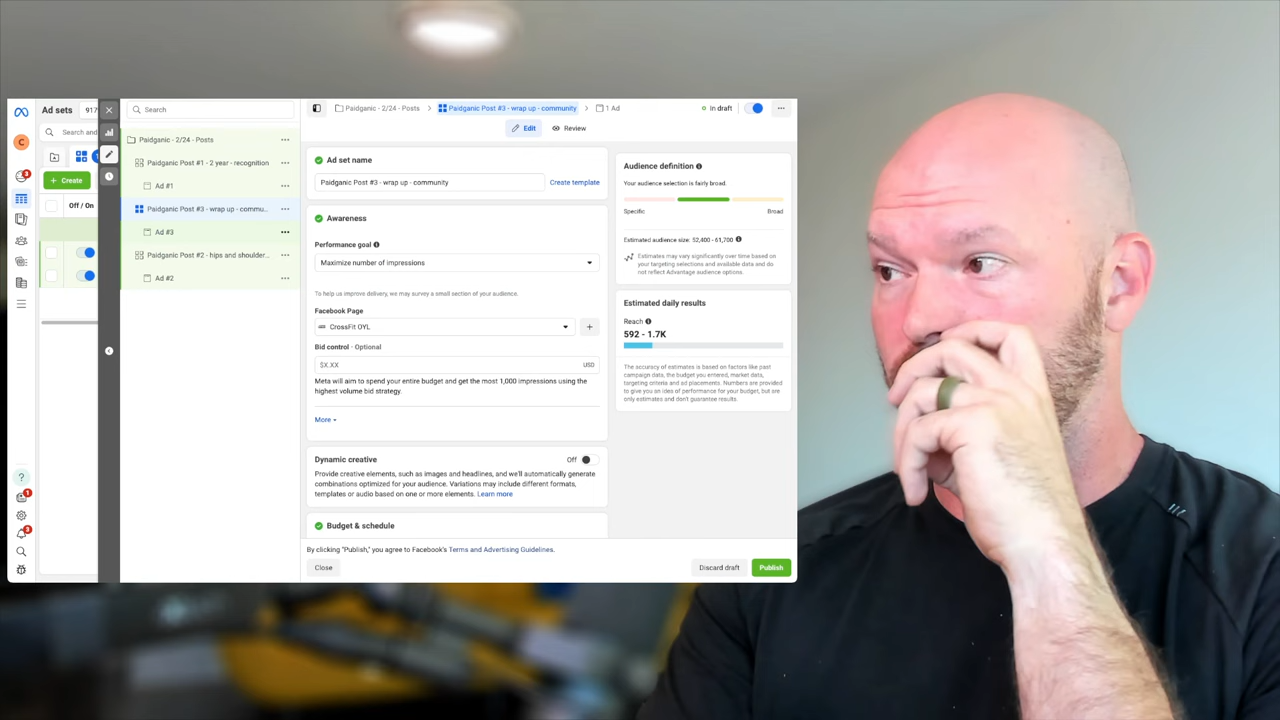 Ad sets
917
Search
Paidganic - 2/24 - Posts
Paidganic Post #3 - wrap up - community
1 Ad
In draft
Edit
Review
Search and
Create
Off / On
Paidganic - 2/24 - Posts
Paidganic Post #1 - 2 year - recognition
Ad #1
Paidganic Post #3 - wrap up - commu...
Ad #3
Paidganic Post #2 - hips and shoulder...
Ad #2
Ad set name
Paidganic Post #3 - wrap up - community
Create template
Awareness
Performance goal
Maximize number of impressions
To help us improve delivery, we may survey a small section of your audience.
Facebook Page
CrossFit OYL
Bid control · Optional
$X.XX
USD
Meta will aim to spend your entire budget and get the most 1,000 impressions using the
highest volume bid strategy.
More
Dynamic creative
Off
Provide creative elements, such as images and headlines, and we'll automatically generate
combinations optimized for your audience. Variations may include different formats,
templates or audio based on one or more elements. Learn more
Budget & schedule
By clicking "Publish," you agree to Facebook's Terms and Advertising Guidelines.
Close
Discard draft
Publish
Audience definition
Your audience selection is fairly broad.
Specific
Broad
Estimated audience size: 52,400 - 61,700
Estimates may vary significantly over time based on
your targeting selections and available data and do
not reflect Advantage audience options.
Estimated daily results
Reach
592 - 1.7K
The accuracy of estimates is based on factors like past
campaign data, the budget you entered, market data,
targeting criteria and ad placements. Numbers are provided
to give you an idea of performance for your budget, but are
only estimates and don't guarantee results.